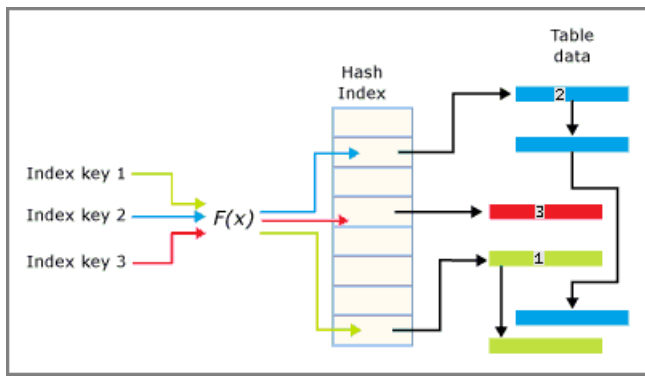 Table
data
Hash
Index
2
Index key 1
Index key 2
Index key 3
F(x)
3
1